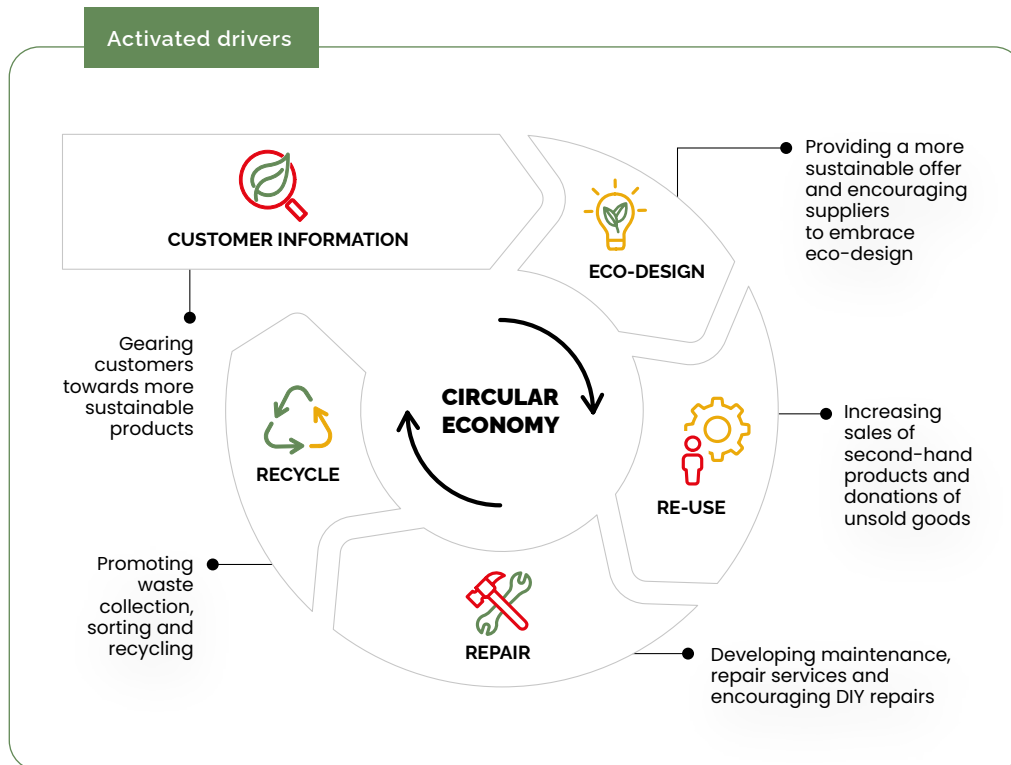 Activated drivers
CUSTOMER INFORMATION
Gearing
customers
towards more
sustainable
products
ECO-DESIGN
Providing a more
sustainable offer
and encouraging
suppliers
to embrace
eco-design
CIRCULAR
ECONOMY
RE-USE
Increasing
sales of
second-hand
products and
donations of
unsold goods
REPAIR
Developing maintenance,
repair services and
encouraging DIY repairs
RECYCLE
Promoting
waste
collection,
sorting and
recycling